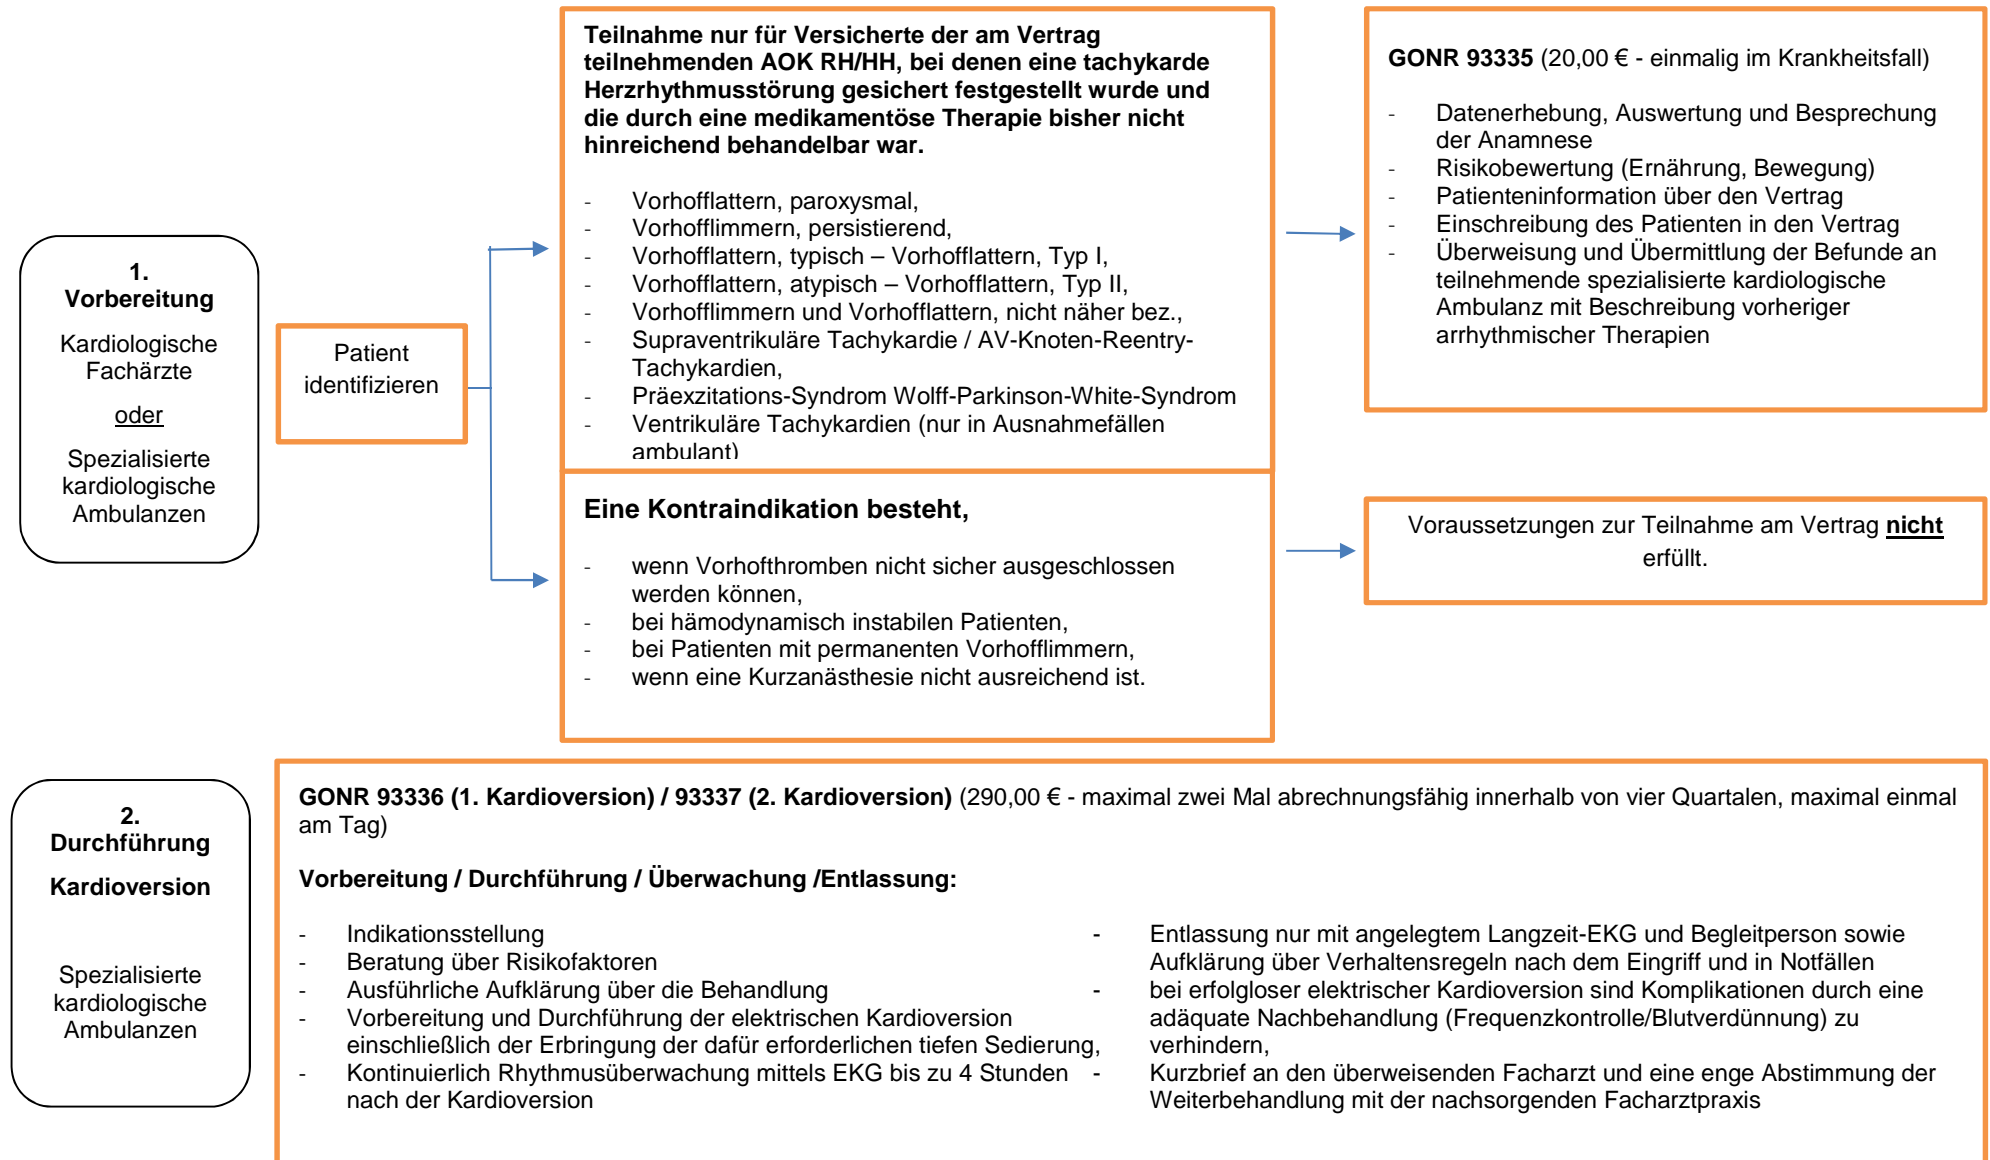 1.
Vorbereitung
Kardiologische
Fachärzte
oder
Spezialisierte
kardiologische
Ambulanzen
Patient
identifizieren
Teilnahme nur für Versicherte der am Vertrag
teilnehmenden AOK RH/HH, bei denen eine tachykarde
Herzrhythmusstörung gesichert festgestellt wurde und
die durch eine medikamentöse Therapie bisher nicht
hinreichend behandelbar war.
- Vorhofflattern, paroxysmal,
- Vorhofflimmern, persistierend,
- Vorhofflattern, typisch – Vorhofflattern, Typ I,
- Vorhofflattern, atypisch – Vorhofflattern, Typ II,
- Vorhofflimmern und Vorhofflattern, nicht näher bez.,
- Supraventrikuläre Tachykardie / AV-Knoten-Reentry-
Tachykardien,
- Präexzitations-Syndrom Wolff-Parkinson-White-Syndrom
- Ventrikuläre Tachykardien (nur in Ausnahmefällen
ambulant)
GONR 93335 (20,00 € - einmalig im Krankheitsfall)
- Datenerhebung, Auswertung und Besprechung
der Anamnese
- Risikobewertung (Ernährung, Bewegung)
- Patienteninformation über den Vertrag
- Einschreibung des Patienten in den Vertrag
- Überweisung und Übermittlung der Befunde an
teilnehmende spezialisierte kardiologische
Ambulanz mit Beschreibung vorheriger
arrhythmischer Therapien
Eine Kontraindikation besteht,
- wenn Vorhofthromben nicht sicher ausgeschlossen
werden können,
- bei hämodynamisch instabilen Patienten,
- bei Patienten mit permanenten Vorhofflimmern,
- wenn eine Kurzanästhesie nicht ausreichend ist.
Voraussetzungen zur Teilnahme am Vertrag nicht
erfüllt.
2.
Durchführung
Kardioversion
Spezialisierte
kardiologische
Ambulanzen
GONR 93336 (1. Kardioversion) / 93337 (2. Kardioversion) (290,00 € - maximal zwei Mal abrechnungsfähig innerhalb von vier Quartalen, maximal einmal
am Tag)
Vorbereitung / Durchführung / Überwachung /Entlassung:
- Indikationsstellung
- Beratung über Risikofaktoren
- Ausführliche Aufklärung über die Behandlung
- Vorbereitung und Durchführung der elektrischen Kardioversion
einschließlich der Erbringung der dafür erforderlichen tiefen Sedierung,
- Kontinuierlich Rhythmusüberwachung mittels EKG bis zu 4 Stunden
nach der Kardioversion
- Entlassung nur mit angelegtem Langzeit-EKG und Begleitperson sowie
Aufklärung über Verhaltensregeln nach dem Eingriff und in Notfällen
- bei erfolgloser elektrischer Kardioversion sind Komplikationen durch eine
adäquate Nachbehandlung (Frequenzkontrolle/Blutverdünnung) zu
verhindern,
- Kurzbrief an den überweisenden Facharzt und eine enge Abstimmung der
Weiterbehandlung mit der nachsorgenden Facharztpraxis